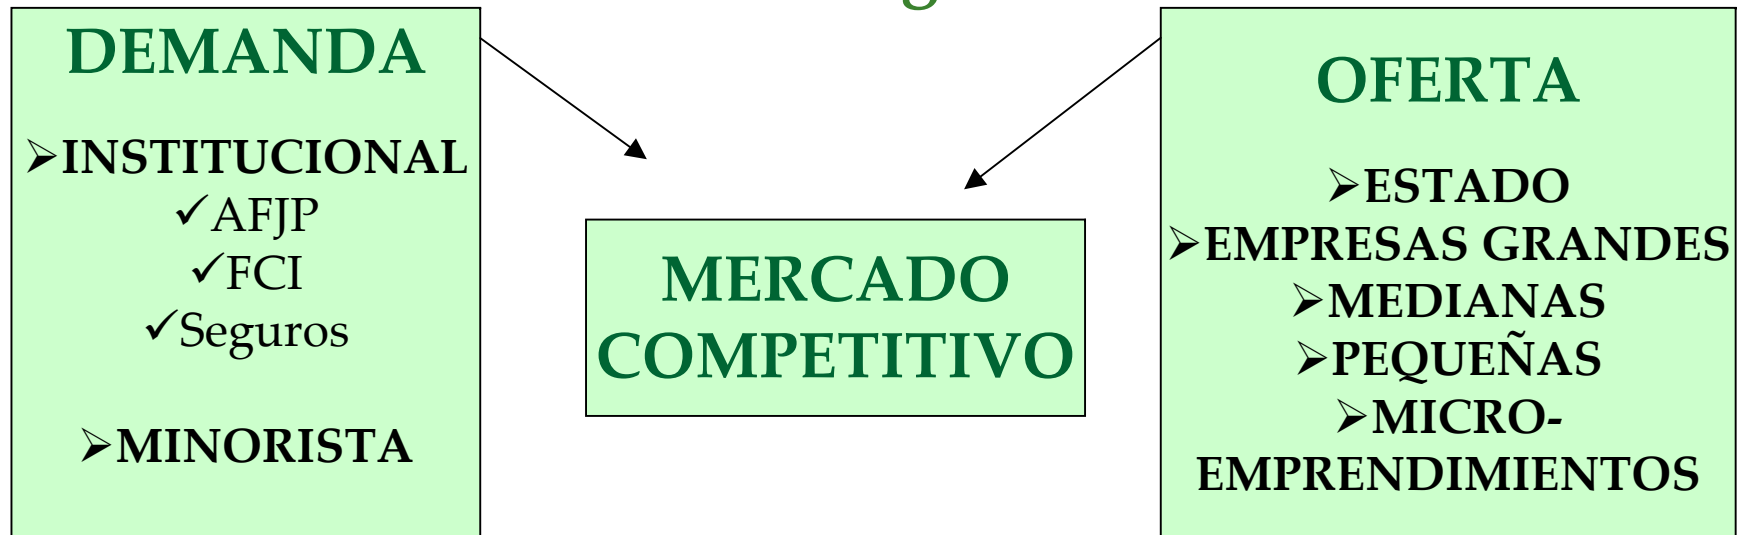 DEMANDA
➢INSTITUCIONAL
✓AFJP
✓FCI
✓Seguros
➢MINORISTA
MERCADO
COMPETITIVO
OFERTA
➢ESTADO
➢EMPRESAS GRANDES
➢MEDIANAS
➢PEQUEÑAS
➢MICRO-
EMPRENDIMIENTOS